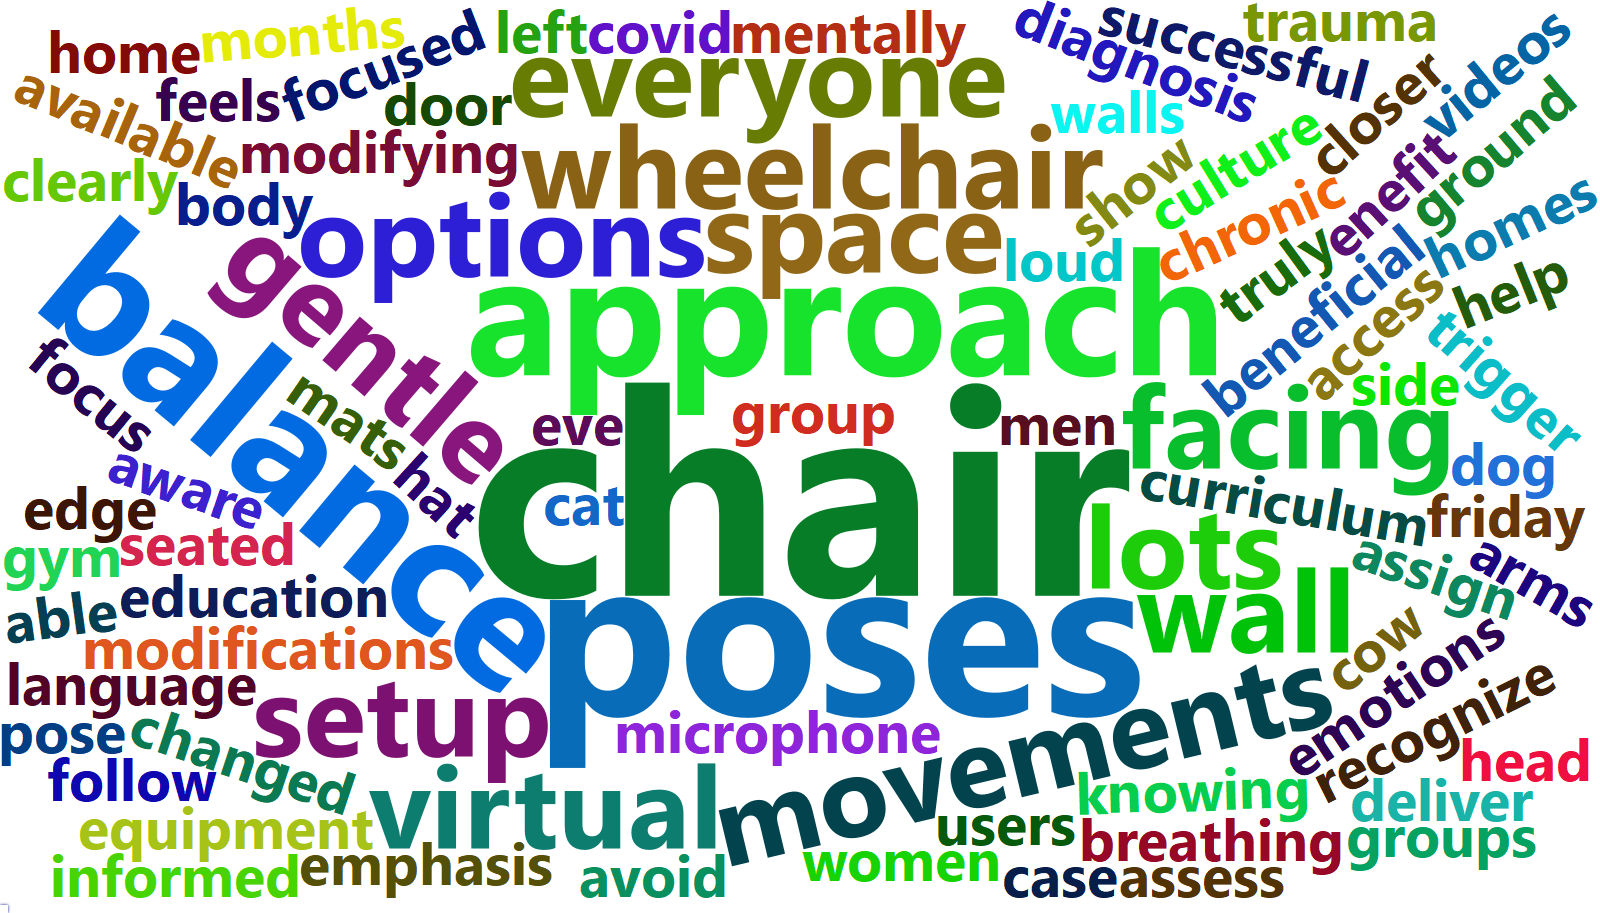 home
months
focused
left
covid
mentally
everyone
diagnosis
successful
trauma
closer
videos
available
feels
door
walls
modifying
wheelchair
show
culture
benefit
ground
clearly
body
options
space
loud
chronic
truly
homes
balance
gentle
approach
beneficial
access
help
trigger
side
focus
mats
hat
eve
group
men
facing
dog
aware
cat
chair
curriculum
friday
edge
gym
seated
lots
assign
arms
able
education
poses
wall
modifications
cow
emotions
language
setup
movements
recognize
pose
changed
microphone
head
follow
virtual
knowing
deliver
equipment
users
breathing
groups
informed
emphasis
avoid
women
case
assess